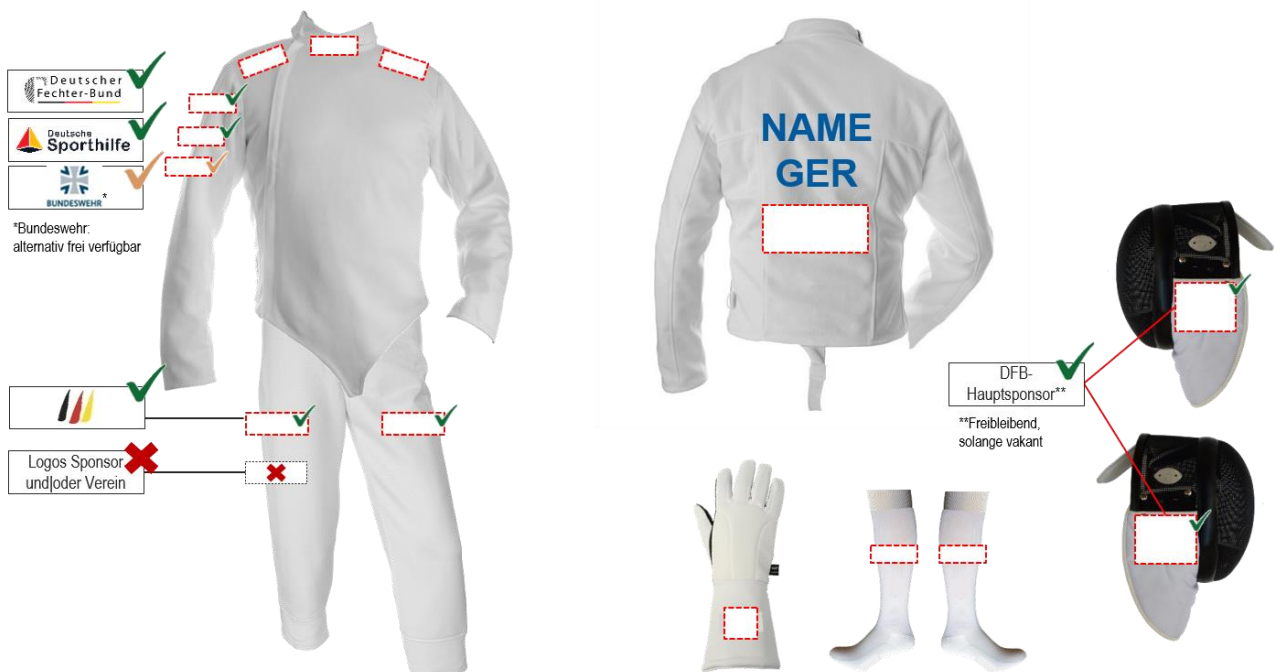 Deutscher
Fechter-Bund
Deutsche
Sporthilfe
BUNDESWEHR*
*Bundeswehr:
alternativ frei verfügbar
Logos Sponsor
und|oder Verein
NAME
GER
DFB-
Hauptsponsor**
**Freibleibend,
solange vakant